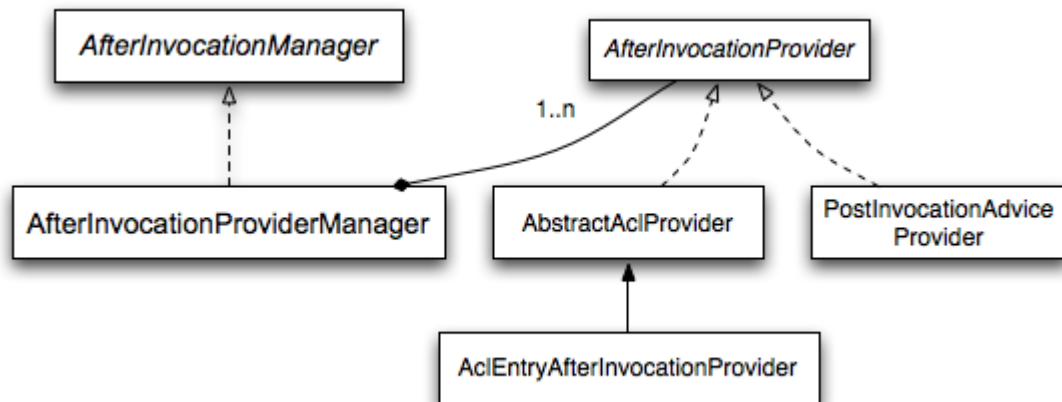 AfterInvocationManager
AfterInvocationProvider
1..n
AfterInvocationProviderManager
AbstractAclProvider
PostInvocationAdvice
Provider
AclEntryAfterInvocationProvider